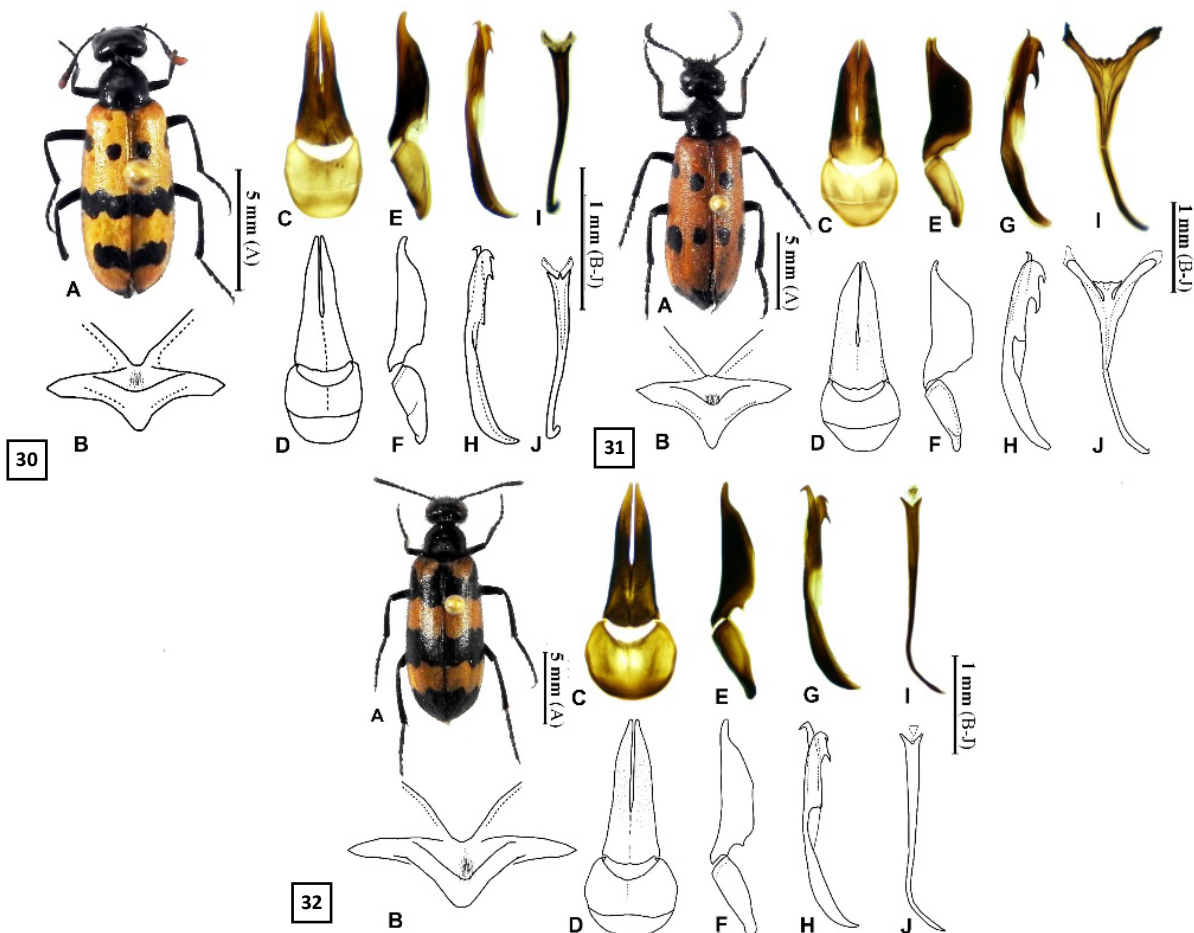 C E I
5 mm (A)
1 mm (B-J)
A
B D F H J
30
C E G I
5 mm (A)
1 mm (B-J)
A
B D F H J
31
A
5 mm (A)
C E G I
1 mm (B-J)
B D F H J
32